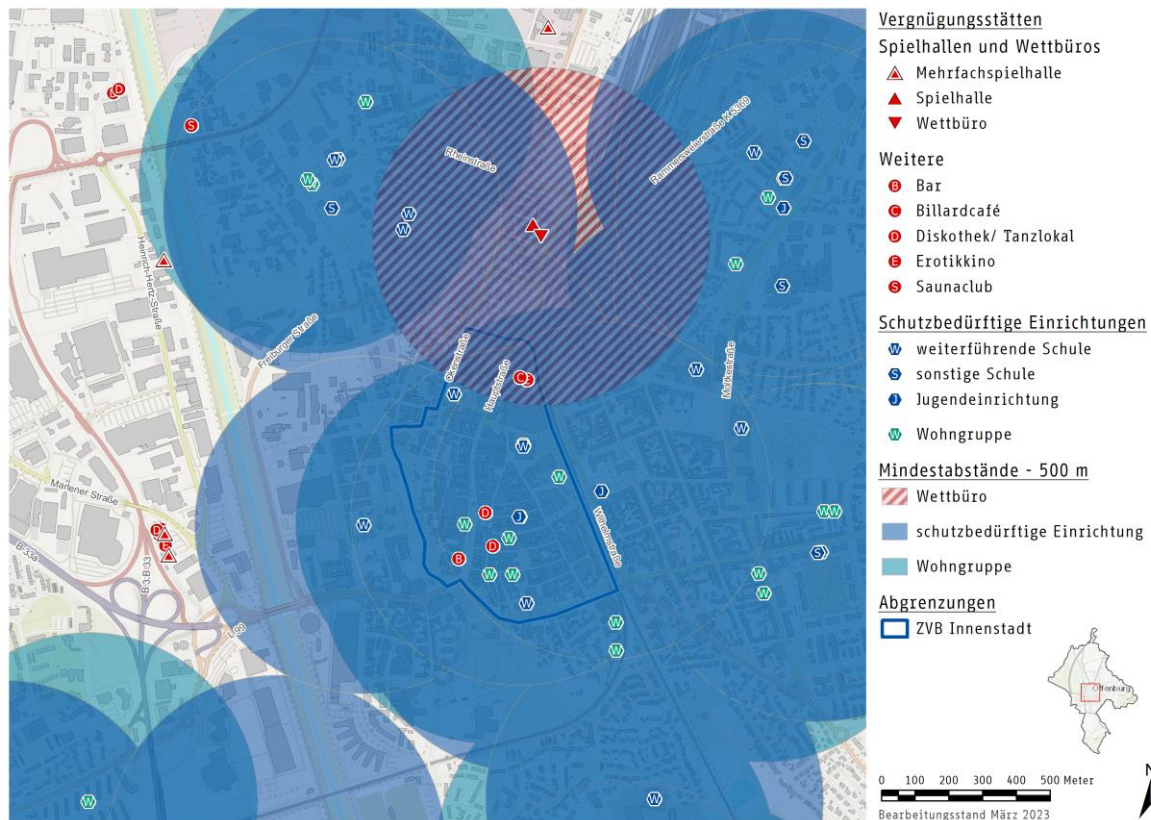 Rheinstraße
Rammersweierstraße K 5369
Heinrich-Hertz-Straße
Freiburger Straße
Okenstraße
Hauptstraße
Moltkestraße
Marlener Straße
Wilhelmstraße
B 33a
B 3;B 33
L 99
Vergnügungsstätten
Spielhallen und Wettbüros
Mehrfachspielhalle
Spielhalle
Wettbüro
Weitere
B Bar
C Billardcafé
D Diskothek/ Tanzlokal
E Erotikkino
S Saunaclub
Schutzbedürftige Einrichtungen
W weiterführende Schule
S sonstige Schule
J Jugendeinrichtung
W Wohngruppe
Mindestabstände - 500 m
Wettbüro
schutzbedürftige Einrichtung
Wohngruppe
Abgrenzungen
ZVB Innenstadt
Offenburg
0 100 200 300 400 500 Meter
Bearbeitungsstand März 2023
N